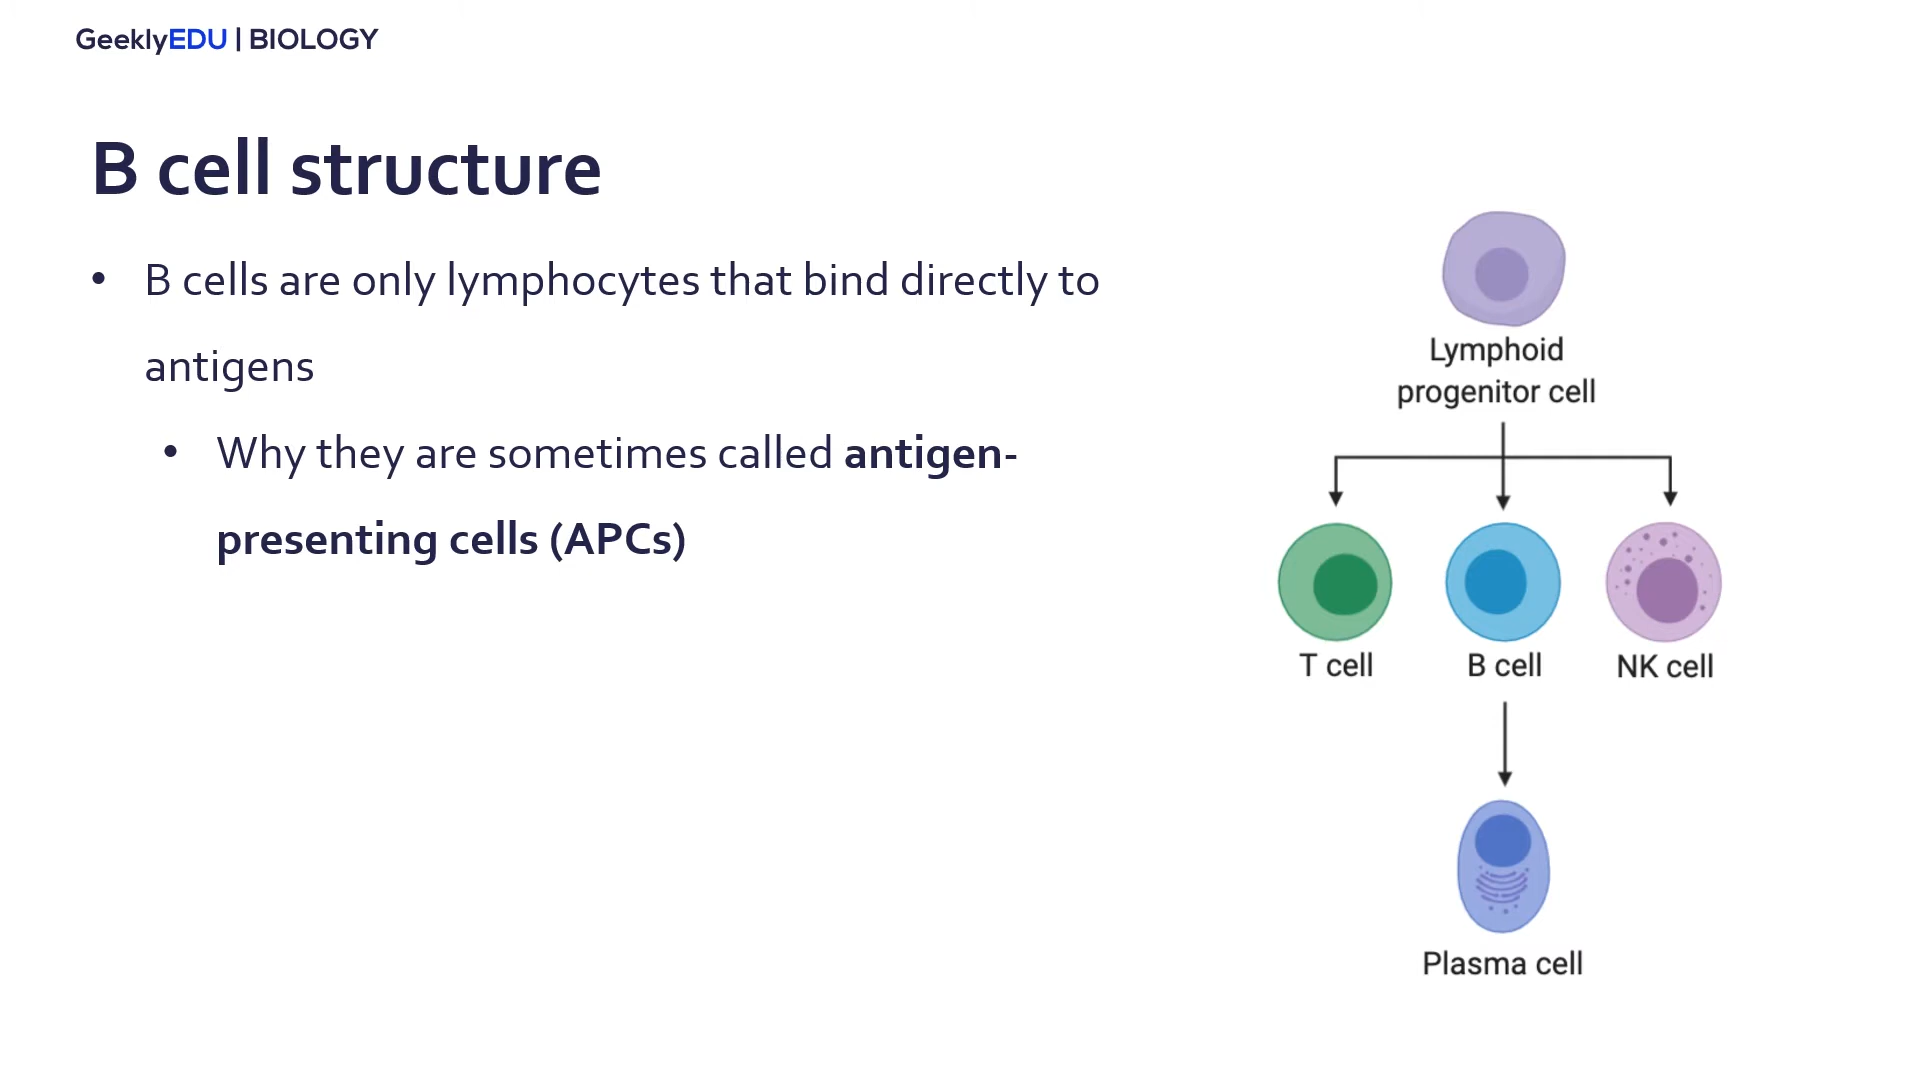 GeeklyEDU | BIOLOGY
B cell structure
• B cells are only lymphocytes that bind directly to
antigens
• Why they are sometimes called antigen-
presenting cells (APCs)
Lymphoid
progenitor cell
T cell
B cell
NK cell
Plasma cell